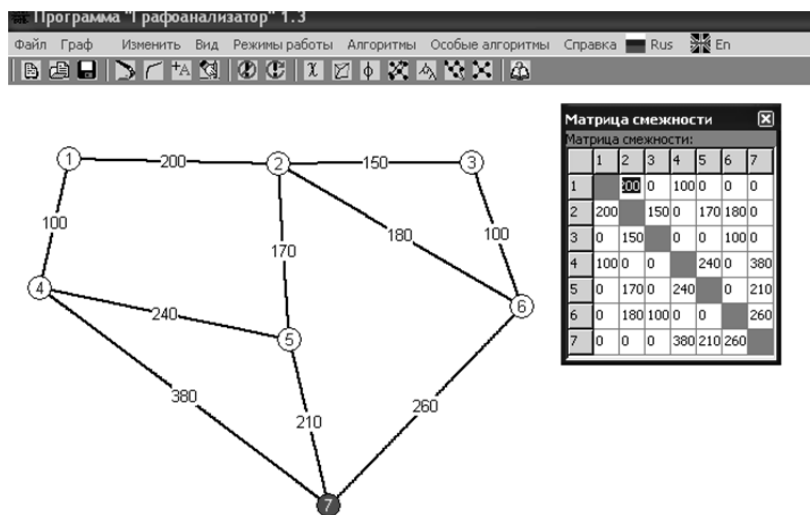 Программа "Графоанализатор" 1.3
Файл Граф Изменить Вид Режимы работы Алгоритмы Особые алгоритмы Справка Rus En
Матрица смежности
Матрица смежности:
1 2 3 4 5 6 7
1 200 0 100 0 0 0
2 200 150 0 170 180 0
3 0 150 0 0 100 0
4 100 0 0 240 0 380
5 0 170 0 240 0 210
6 0 180 100 0 0 260
7 0 0 0 380 210 260
1 200 2 150 3
100 170 180 100
4 240 5 6
380 210 260
7